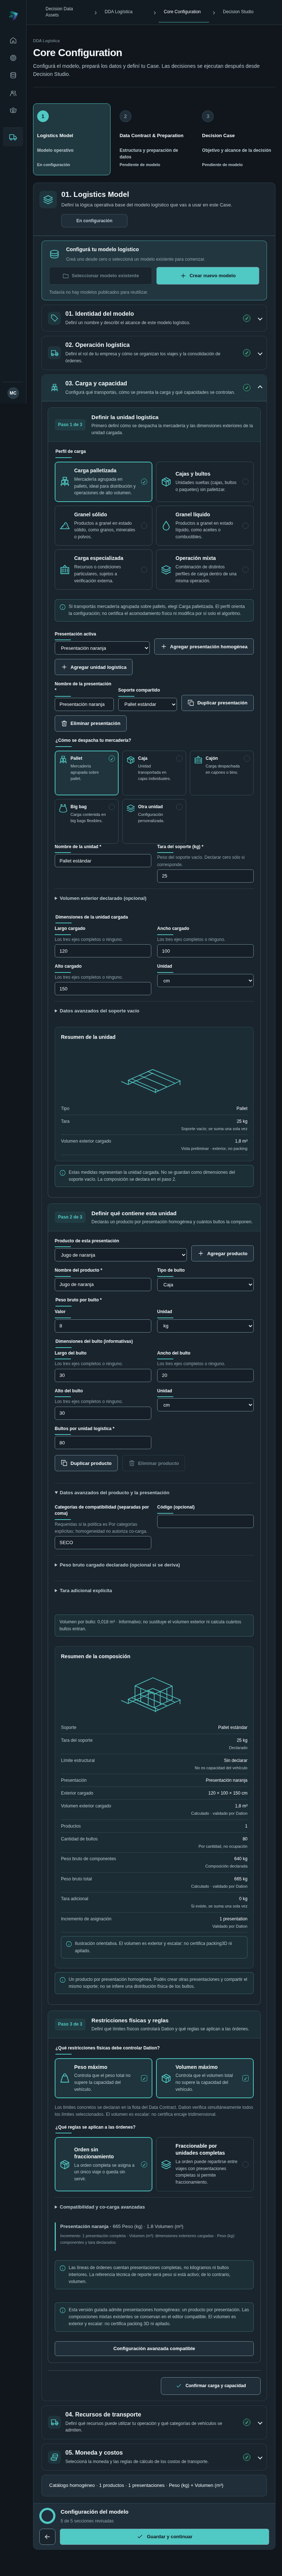 Decision Data Assets
DDA Logística
Core Configuration
Decision Studio
DDA Logística
Core Configuration
Configurá el modelo, prepará los datos y definí tu Case. Las decisiones se ejecutan después desde Decision Studio.
1
Logistics Model
Modelo operativo
En configuración
2
Data Contract & Preparation
Estructura y preparación de datos
Pendiente de modelo
3
Decision Case
Objetivo y alcance de la decisión
Pendiente de modelo
01. Logistics Model
Definí la lógica operativa base del modelo logístico que vas a usar en este Case.
En configuración
Configurá tu modelo logístico
Creá uno desde cero o seleccioná un modelo existente para comenzar.
Seleccionar modelo existente
Crear nuevo modelo
Todavía no hay modelos publicados para reutilizar.
01. Identidad del modelo
Definí un nombre y describí el alcance de este modelo logístico.
02. Operación logística
Definí el rol de tu empresa y cómo se organizan los viajes y la consolidación de órdenes.
MC
03. Carga y capacidad
Configurá qué transportás, cómo se presenta la carga y qué capacidades se controlan.
Paso 1 de 3
Definir la unidad logística
Primero definí cómo se despacha la mercadería y las dimensiones exteriores de la unidad cargada.
Perfil de carga
Carga palletizada
Mercadería agrupada sobre pallets, ideal para distribución y operaciones de alto volumen.
Cajas y bultos
Unidades sueltas (cajas, bultos o paquetes) sin palletizar.
Granel sólido
Productos a granel en estado sólido, como granos, minerales o polvos.
Granel líquido
Productos a granel en estado líquido, como aceites o combustibles.
Carga especializada
Recursos o condiciones particulares, sujetos a verificación externa.
Operación mixta
Combinación de distintos perfiles de carga dentro de una misma operación.
Si transportás mercadería agrupada sobre pallets, elegí Carga palletizada. El perfil orienta la configuración; no certifica el acomodamiento físico ni modifica por sí solo el algoritmo.
Presentación activa
Presentación naranja
Agregar presentación homogénea
Agregar unidad logística
Nombre de la presentación *
Presentación naranja
Soporte compartido
Pallet estándar
Duplicar presentación
Eliminar presentación
¿Cómo se despacha tu mercadería?
Pallet
Mercadería agrupada sobre pallet.
Caja
Unidad transportada en cajas individuales.
Cajón
Carga despachada en cajones o bins.
Big bag
Carga contenida en big bags flexibles.
Otra unidad
Configuración personalizada.
Nombre de la unidad *
Pallet estándar
Tara del soporte (kg) *
Peso del soporte vacío. Declarar cero sólo si corresponde.
25
Volumen exterior declarado (opcional)
Dimensiones de la unidad cargada
Largo cargado
Los tres ejes completos o ninguno.
120
Ancho cargado
Los tres ejes completos o ninguno.
100
Alto cargado
Los tres ejes completos o ninguno.
150
Unidad
cm
Datos avanzados del soporte vacío
Resumen de la unidad
Tipo
Pallet
Tara
25 kg
Soporte vacío, se suma una sola vez
Volumen exterior cargado
1,8 m³
Vista preliminar · exterior, no packing
Estas medidas representan la unidad cargada. No se guardan como dimensiones del soporte vacío. La composición se declara en el paso 2.
Paso 2 de 3
Definir qué contiene esta unidad
Declarás un producto por presentación homogénea y cuántos bultos la componen.
Producto de esta presentación
Jugo de naranja
Agregar producto
Nombre del producto *
Jugo de naranja
Tipo de bulto
Caja
Peso bruto por bulto *
Valor
8
Unidad
kg
Dimensiones del bulto (informativas)
Largo del bulto
Los tres ejes completos o ninguno.
30
Ancho del bulto
Los tres ejes completos o ninguno.
20
Alto del bulto
Los tres ejes completos o ninguno.
30
Unidad
cm
Bultos por unidad logística *
80
Duplicar producto
Eliminar producto
Datos avanzados del producto y la presentación
Categorías de compatibilidad (separadas por coma)
Requeridas si la política es Por categorías explícitas; homogeneidad no autoriza co-carga.
SECO
Código (opcional)
Peso bruto cargado declarado (opcional si se deriva)
Tara adicional explícita
Volumen por bulto: 0,018 m³ · Informativo; no sustituye el volumen exterior ni calcula cuántos bultos entran.
Resumen de la composición
Soporte
Pallet estándar
Tara del soporte
25 kg
Declarado
Límite estructural
Sin declarar
No es capacidad del vehículo
Presentación
Presentación naranja
Exterior cargado
120 × 100 × 150 cm
Volumen exterior cargado
1,8 m³
Calculado · validado por Dalion
Productos
1
Cantidad de bultos
80
Por cantidad, no ocupación
Peso bruto de componentes
640 kg
Composición declarada
Peso bruto total
665 kg
Calculado · validado por Dalion
Tara adicional
0 kg
Si existe, se suma una sola vez
Incremento de asignación
1 presentation
Validado por Dalion
Ilustración orientativa. El volumen es exterior y escalar: no certifica packing3D ni apilado.
Un producto por presentación homogénea. Podés crear otras presentaciones y compartir el mismo soporte; no se infiere una distribución física de los bultos.
Paso 3 de 3
Restricciones físicas y reglas
Definí qué límites físicos controlará Dalion y qué reglas se aplican a las órdenes.
¿Qué restricciones físicas debe controlar Dalion?
Peso máximo
Controla que el peso total no supere la capacidad del vehículo.
Volumen máximo
Controla que el volumen total no supere la capacidad del vehículo.
Los límites concretos se declaran en la flota del Data Contract. Dalion verifica simultáneamente todos los límites seleccionados. El volumen es escalar: no certifica encaje tridimensional.
¿Qué reglas se aplican a las órdenes?
Orden sin fraccionamiento
La orden completa se asigna a un único viaje o queda sin servir.
Fraccionable por unidades completas
La orden puede repartirse entre viajes con presentaciones completas si permite fraccionamiento.
Compatibilidad y co-carga avanzadas
Presentación naranja · 665 Peso (kg) · 1.8 Volumen (m³)
Incremento: 1 presentación completa · Volumen (m³): dimensiones exteriores cargadas · Peso (kg): componentes y tara declarados
Las líneas de órdenes cuentan presentaciones completas, no kilogramos ni bultos interiores. La referencia técnica de reporte será peso si está activo; de lo contrario, volumen.
Esta versión guiada admite presentaciones homogéneas: un producto por presentación. Las composiciones mixtas existentes se conservan en el editor compatible. El volumen es exterior y escalar: no certifica packing 3D ni apilado.
Configuración avanzada compatible
Confirmar carga y capacidad
04. Recursos de transporte
Definí qué recursos puede utilizar tu operación y qué categorías de vehículos se admiten.
05. Moneda y costos
Seleccioná la moneda y las reglas de cálculo de los costos de transporte.
Catálogo homogéneo · 1 productos · 1 presentaciones · Peso (kg) + Volumen (m³)
Configuración del modelo
5 de 5 secciones revisadas
Guardar y continuar